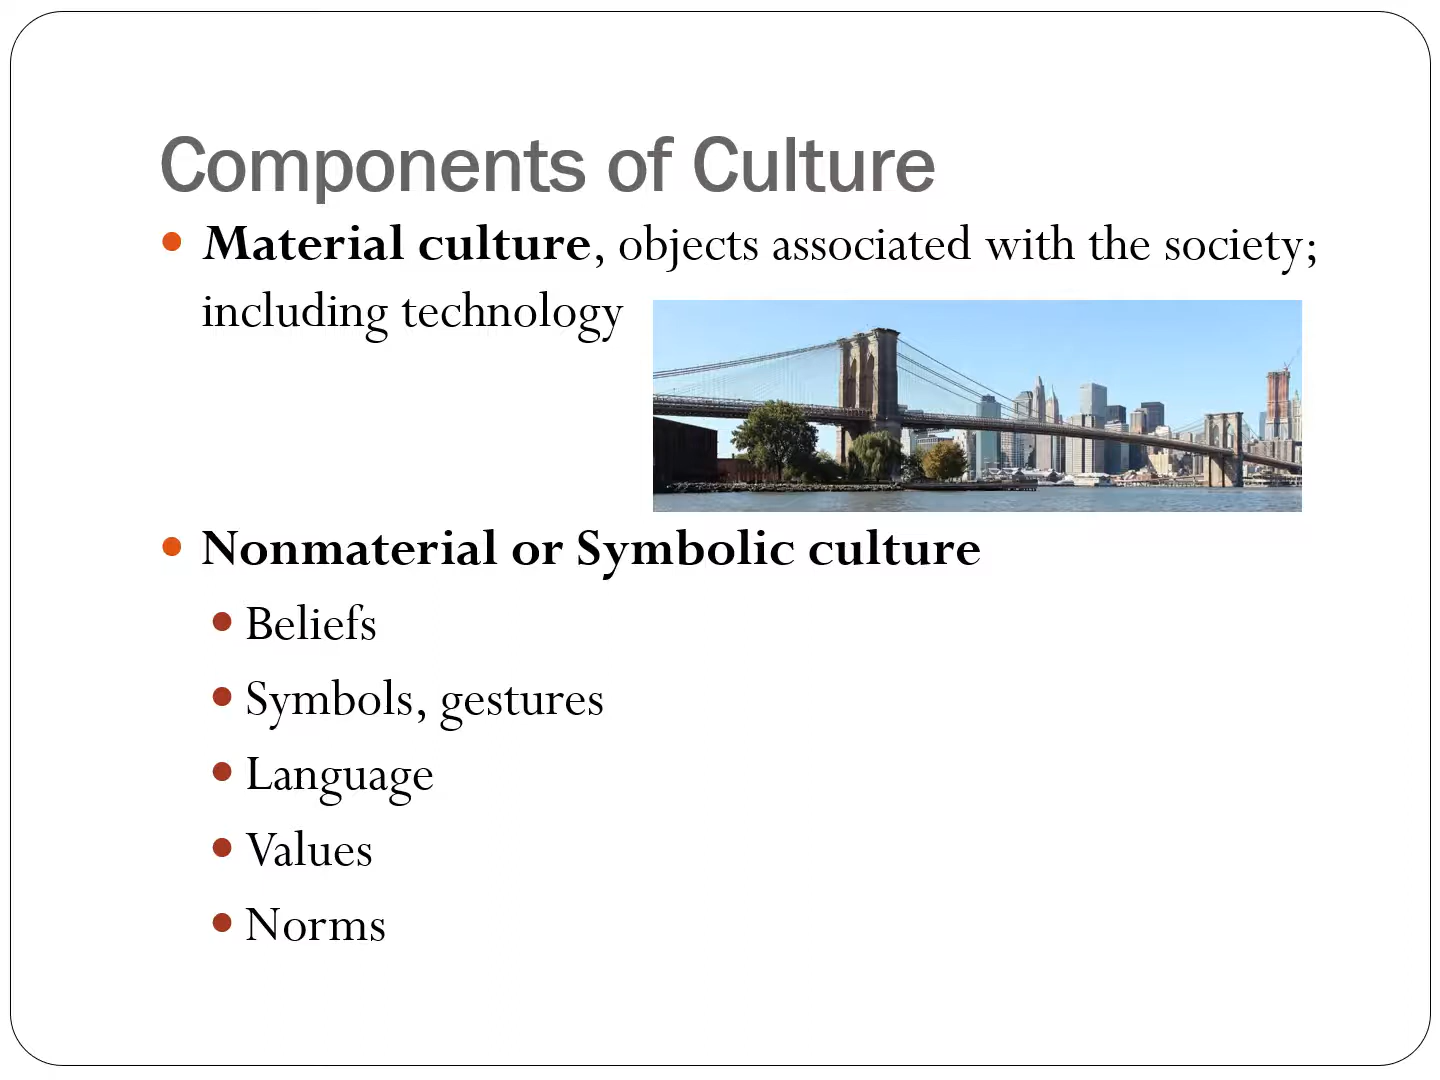 Components of Culture
Material culture, objects associated with the society;
including technology
Nonmaterial or Symbolic culture
Beliefs
Symbols, gestures
Language
Values
Norms